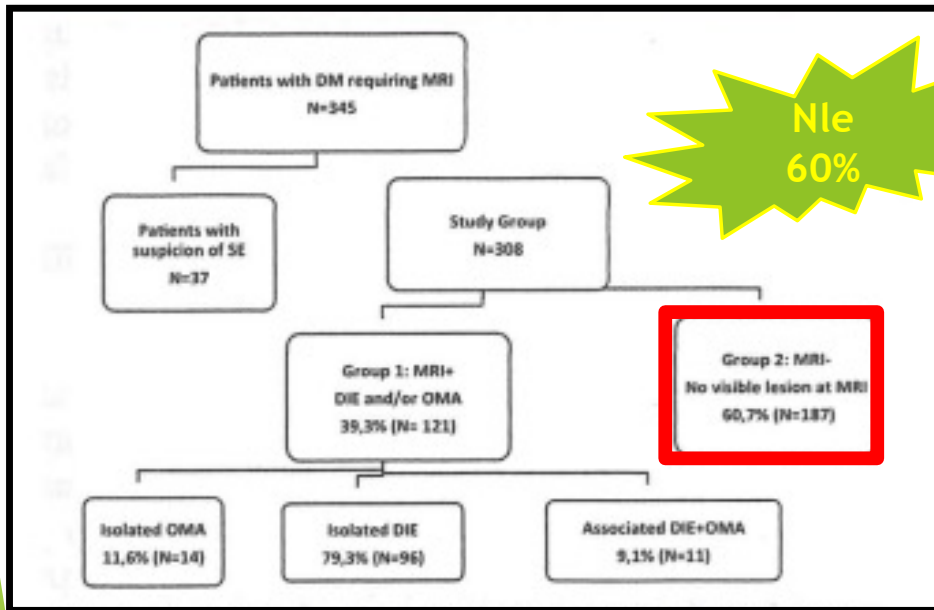 Patients with DM requiring MRI
N=345
Nle
60%
Patients with
suspicion of SE
N=37
Study Group
N=308
Group 1: MRI+
DIE and/or OMA
39,3% (N= 121)
Group 2: MRI-
No visible lesion at MRI
60,7% (N=187)
Isolated OMA
11,6% (N=14)
Isolated DIE
79,3% (N=96)
Associated DIE+OMA
9,1% (N=11)